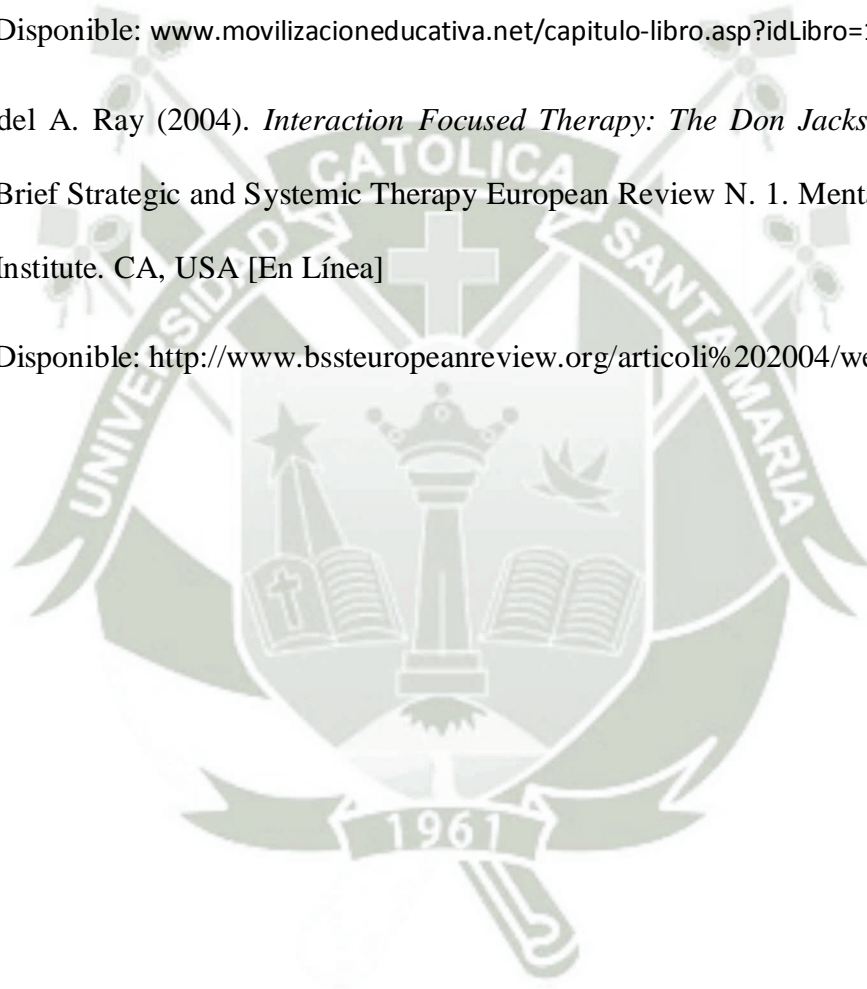 Disponible: www.movilizacioneducativa.net/capitulo-libro.asp?idLibro=
del A. Ray (2004). Interaction Focused Therapy: The Don Jacks
Brief Strategic and Systemic Therapy European Review N. 1. Ment
Institute. CA, USA [En Línea]
Disponible: http://www.bssteuropeanreview.org/articoli%202004/we
UNIVERSIDAD CATOLICA SANTA MARIA
1961